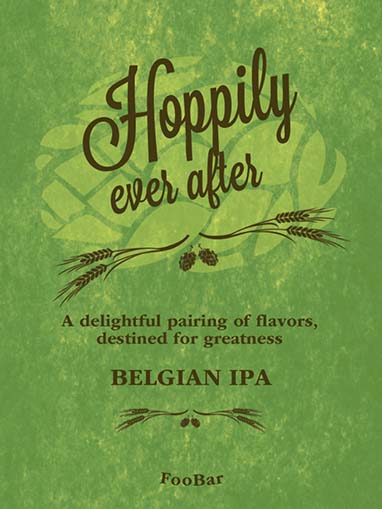 Hoppily
ever after
A delightful pairing of flavors,
destined for greatness
BELGIAN IPA
FooBar